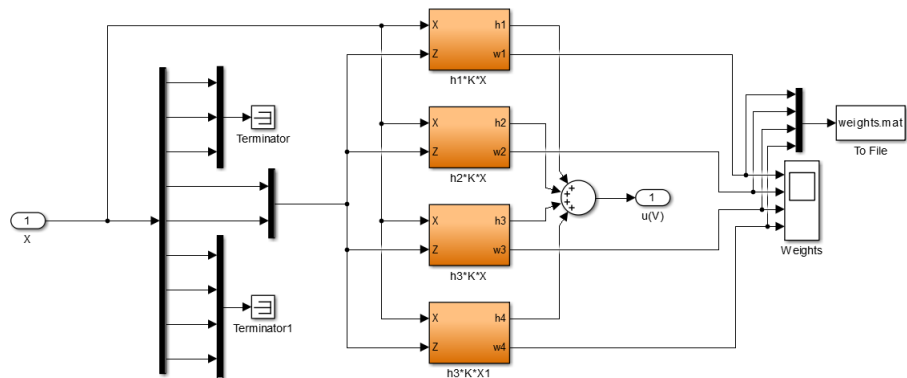 X
h1
Z
w1
h1*K*X
X
h2
Z
w2
h2*K*X
X
h3
Z
w3
h3*K*X
X
h4
Z
w4
h3*K*X1
1
X
Terminator
Terminator1
+
+
+
+
1
u(V)
weights.mat
To File
Weights